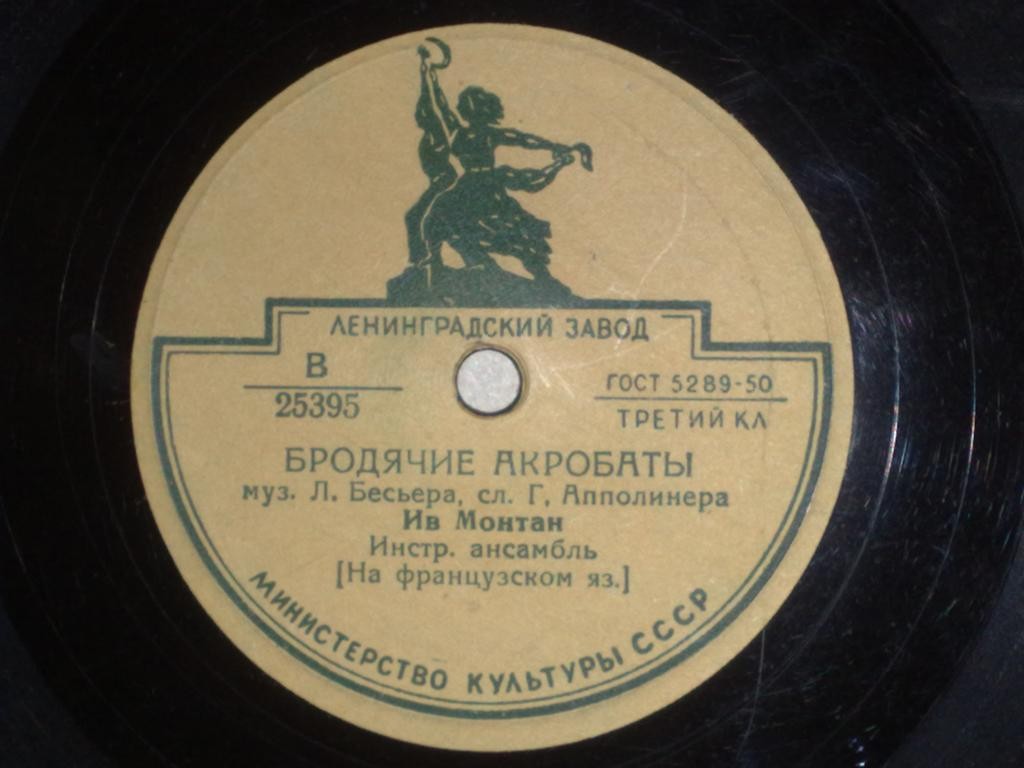 ЛЕНИНГРАДСКИЙ ЗАВОД
В
25395
ГОСТ 5289-50
ТРЕТИЙ КЛ
БРОДЯЧИЕ АКРОБАТЫ
муз. Л. Бесьера, сл. Г. Апполинера
Ив Монтан
Инстр. ансамбль
[На французском яз.]
МИНИСТЕРСТВО КУЛЬТУРЫ СССР